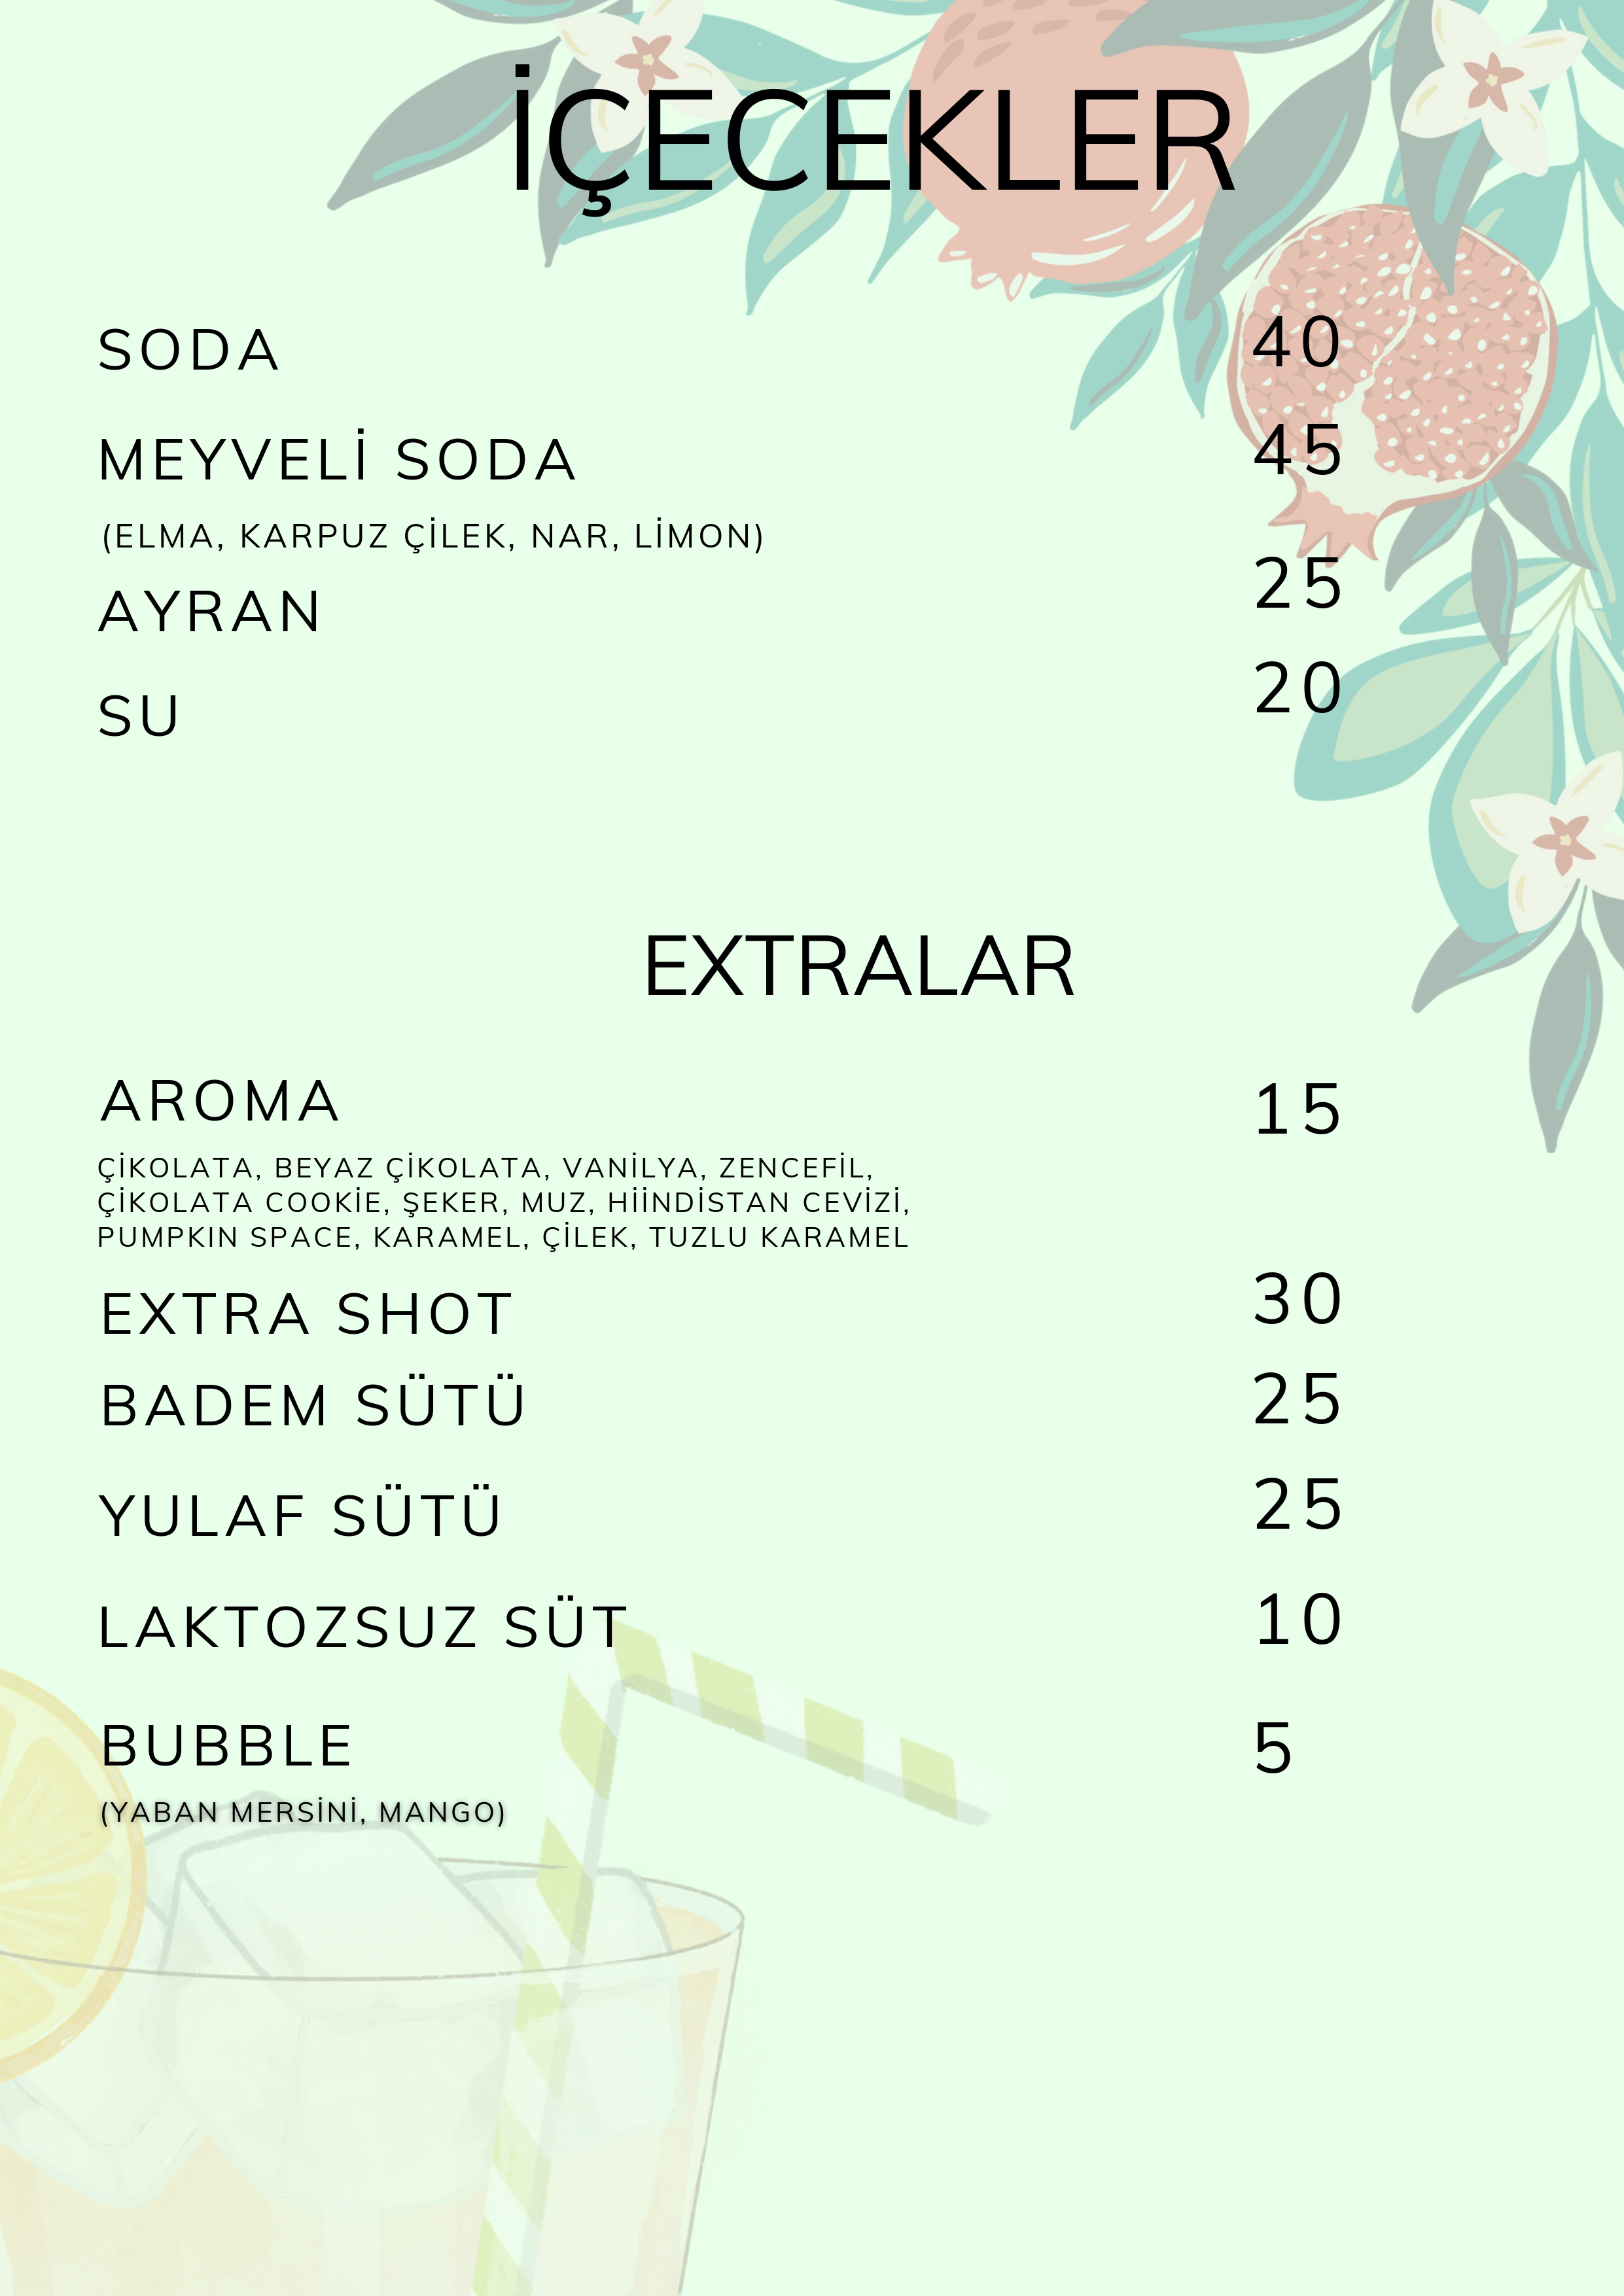 İÇECEKLER
SODA 40
MEYVELİ SODA 45
(ELMA, KARPUZ ÇİLEK, NAR, LİMON)
AYRAN 25
SU 20
EXTRALAR
AROMA 15
ÇİKOLATA, BEYAZ ÇİKOLATA, VANİLYA, ZENCEFİL,
ÇİKOLATA COOKİE, ŞEKER, MUZ, HİİNDİSTAN CEVİZİ,
PUMPKIN SPACE, KARAMEL, ÇİLEK, TUZLU KARAMEL
EXTRA SHOT 30
BADEM SÜTÜ 25
YULAF SÜTÜ 25
LAKTOZSUZ SÜT 10
BUBBLE 5
(YABAN MERSİNİ, MANGO)